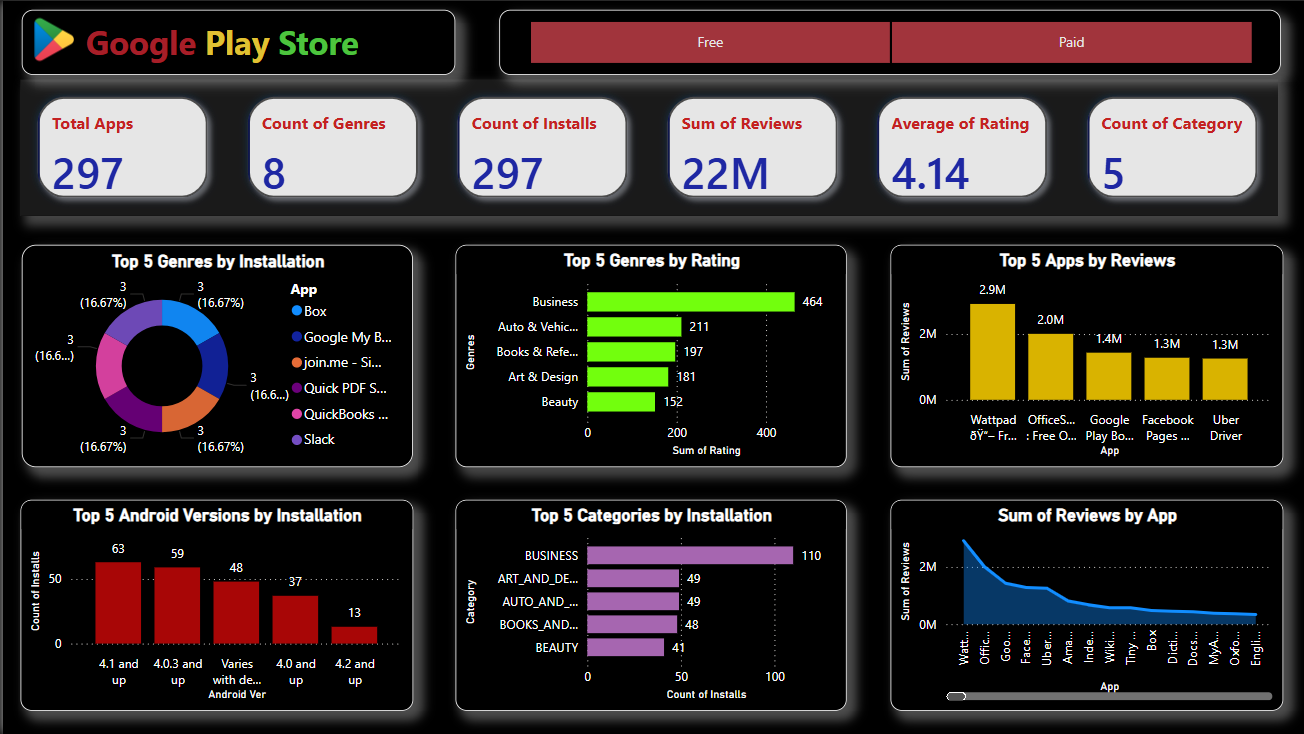 Google Play Store
Free
Paid
Total Apps
297
Count of Genres
8
Count of Installs
297
Sum of Reviews
22M
Average of Rating
4.14
Count of Category
5
Top 5 Genres by Installation
3
(16.67%)
3
(16.67%)
3
(16.6...)
3
(16.6...)
3
(16.67%)
3
(16.67%)
App
Box
Google My B...
join.me - Si...
Quick PDF S...
QuickBooks ...
Slack
Top 5 Genres by Rating
Genres
Business
464
Auto & Vehic...
211
Books & Refe...
197
Art & Design
181
Beauty
152
0
200
400
Sum of Rating
Top 5 Apps by Reviews
Sum of Reviews
2M
0M
2.9M
2.0M
1.4M
1.3M
1.3M
Wattpad
ðŸ“– Fr...
OfficeS...
: Free O...
Google
Play Bo...
Facebook
Pages ...
Uber
Driver
App
Top 5 Android Versions by Installation
Count of Installs
50
0
63
59
48
37
13
4.1 and
up
4.0.3 and
up
Varies
with de...
4.0 and
up
4.2 and
up
Android Ver
Top 5 Categories by Installation
Category
BUSINESS
110
ART_AND_DE...
49
AUTO_AND_...
49
BOOKS_AND...
48
BEAUTY
41
0
50
100
Count of Installs
Sum of Reviews by App
Sum of Reviews
2M
0M
Watt...
Offic...
Goo...
Face...
Uber...
Ama...
Inde...
Wiki...
Tiny ...
Box
Dicti...
Docs...
MyA...
Oxfo...
Engli...
App